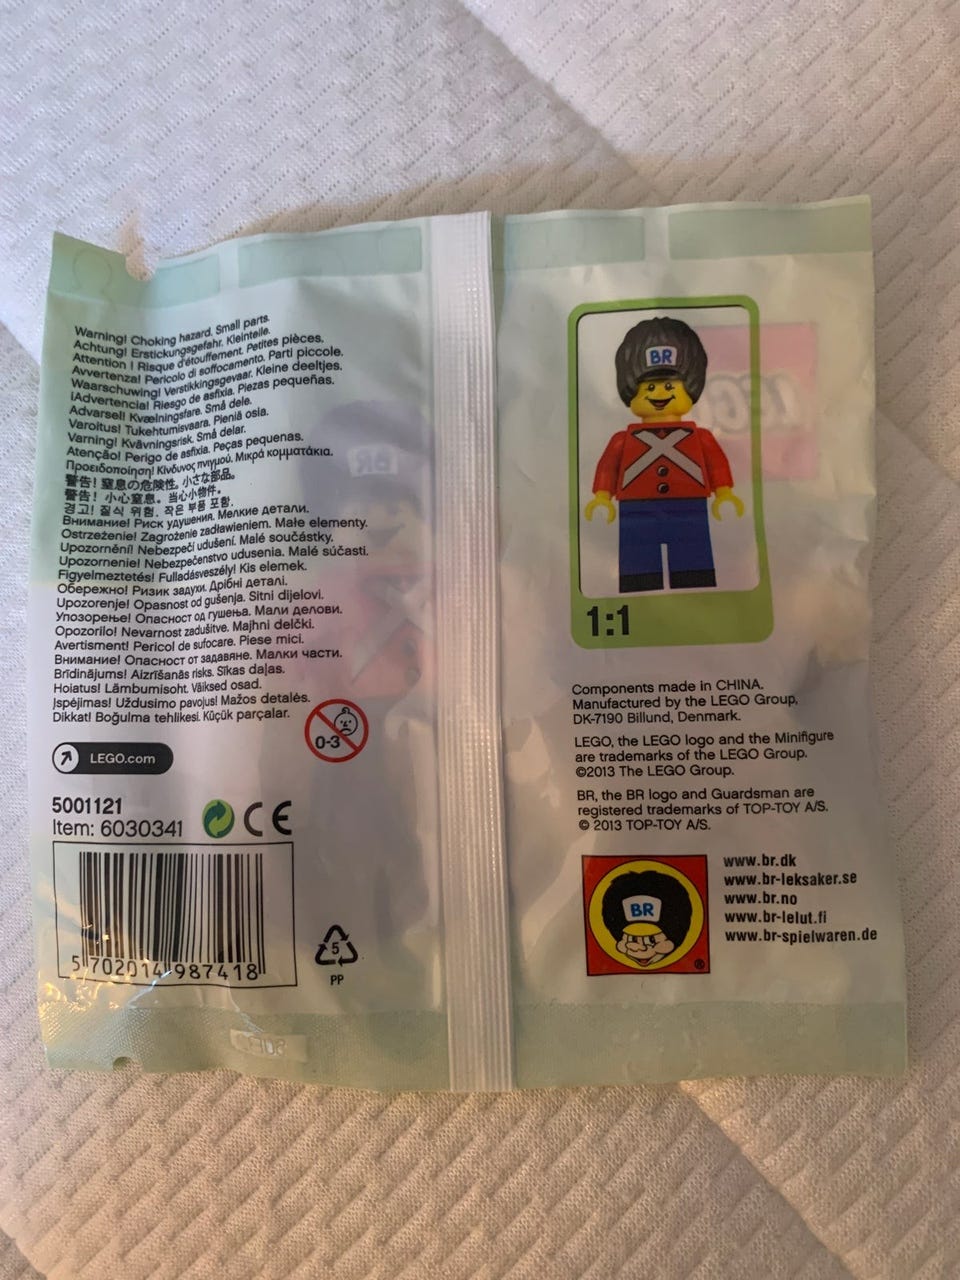 Warning! Choking hazard. Small parts.
Achtung! Erstickungsgefahr. Kleinteile.
Attention ! Risque d'étouffement. Petites pièces.
Avvertenza! Pericolo di soffocamento. Parti piccole.
Waarschuwing! Verstikkingsgevaar. Kleine deeltjes.
¡Advertencia! Riesgo de asfixia. Piezas pequeñas.
Advarsel! Kvælningsfare. Små dele.
Varoitus! Tukehtumisvaara. Pieniä osia.
Varning! Kvävningsrisk. Små delar.
Atenção! Perigo de asfixia. Peças pequenas.
Προειδοποίηση! Κίνδυνος πνιγμού. Μικρά κομματάκια.
警告! 窒息の危険性。小さな部品。
警告! 小心窒息。当心小物件。
경고! 질식 위험. 작은 부품 포함.
Внимание! Риск удушения. Мелкие детали.
Ostrzeżenie! Zagrożenie zadławieniem. Małe elementy.
Upozornění! Nebezpečí udušení. Malé součástky.
Upozornenie! Nebezpečenstvo udusenia. Malé súčasti.
Figyelmeztetés! Fulladásveszély! Kis elemek.
Обережно! Ризик задухи. Дрібні деталі.
Upozorenje! Opasnost od gušenja. Sitni dijelovi.
Упозорење! Опасност од гушења. Мали делови.
Opozorilo! Nevarnost zadušitve. Majhni delčki.
Avertisment! Pericol de sufocare. Piese mici.
Внимание! Опасност от задавяне. Малки части.
Brīdinājums! Aizrīšanās risks. Sīkas daļas.
Hoiatus! Lämbumisoht. Väiksed osad.
Įspėjimas! Uždusimo pavojus! Mažos detalės.
Dikkat! Boğulma tehlikesi. Küçük parçalar.
0-3
LEGO.com
5001121
Item: 6030341
CE
5 702014 987418
5
PP
BR
1:1
Components made in CHINA.
Manufactured by the LEGO Group,
DK-7190 Billund, Denmark.
LEGO, the LEGO logo and the Minifigure
are trademarks of the LEGO Group.
©2013 The LEGO Group.
BR, the BR logo and Guardsman are
registered trademarks of TOP-TOY A/S.
© 2013 TOP-TOY A/S.
BR
®
www.br.dk
www.br-leksaker.se
www.br.no
www.br-lelut.fi
www.br-spielwaren.de